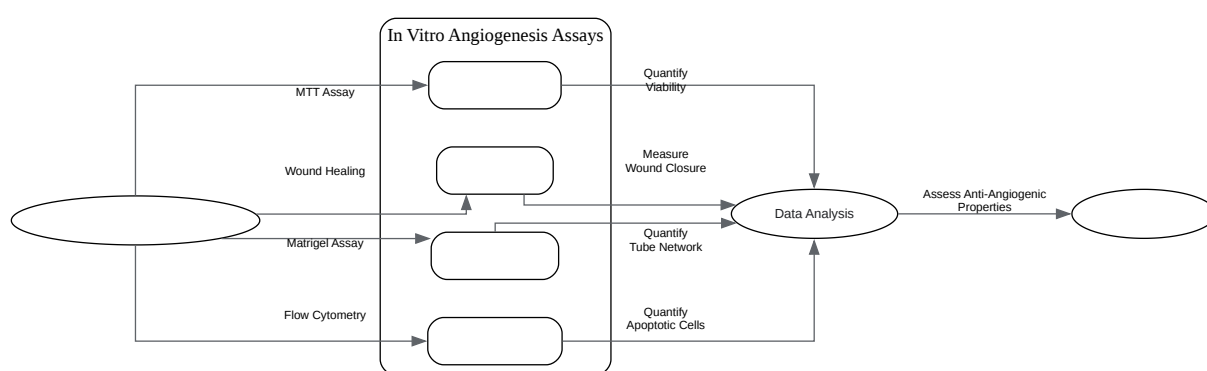 In Vitro Angiogenesis Assays
MTT Assay
Quantify
Viability
Wound Healing
Measure
Wound Closure
Data Analysis
Assess Anti-Angiogenic
Properties
Matrigel Assay
Quantify
Tube Network
Flow Cytometry
Quantify
Apoptotic Cells